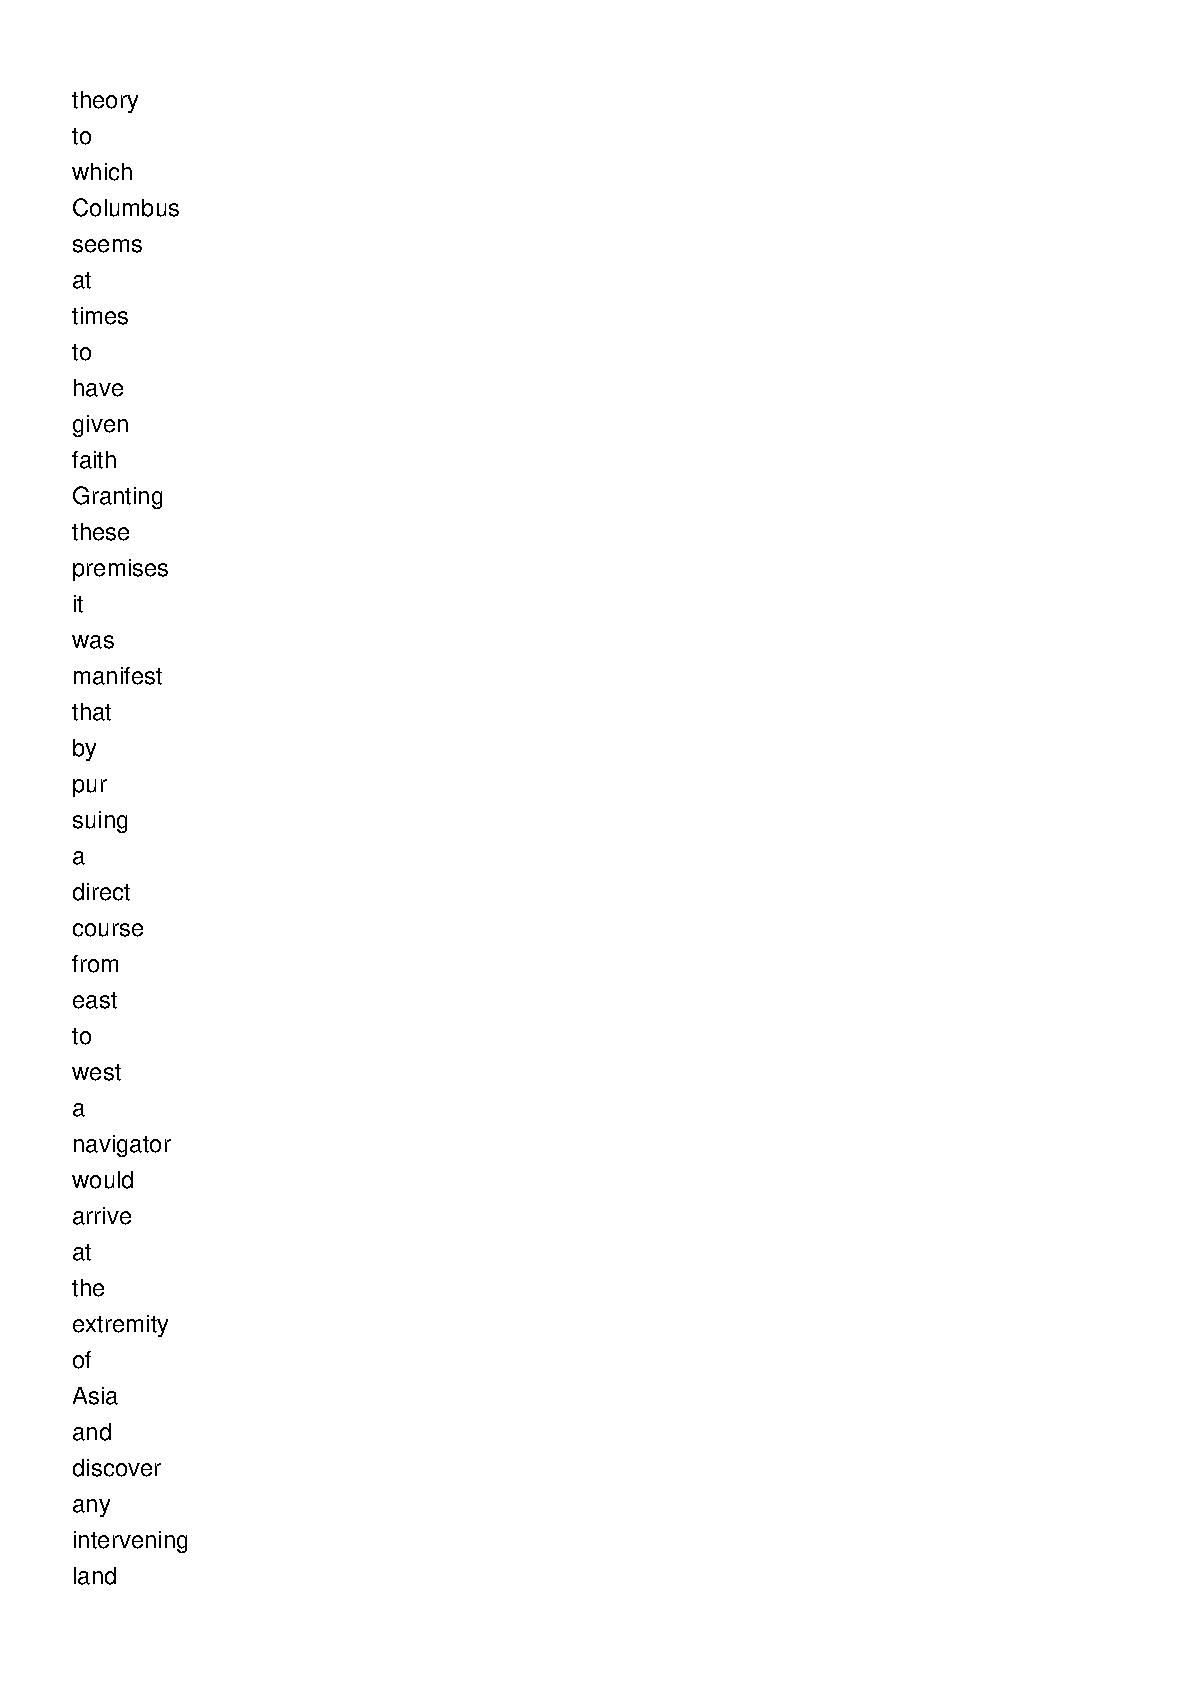 theory
to
which
Columbus
seems
at
times
to
have
given
faith
Granting
these
premises
it
was
manifest
that
by
pur
suing
a
direct
course
from
east
to
west
a
navigator
would
arrive
at
the
extremity
of
Asia
and
discover
any
intervening
land